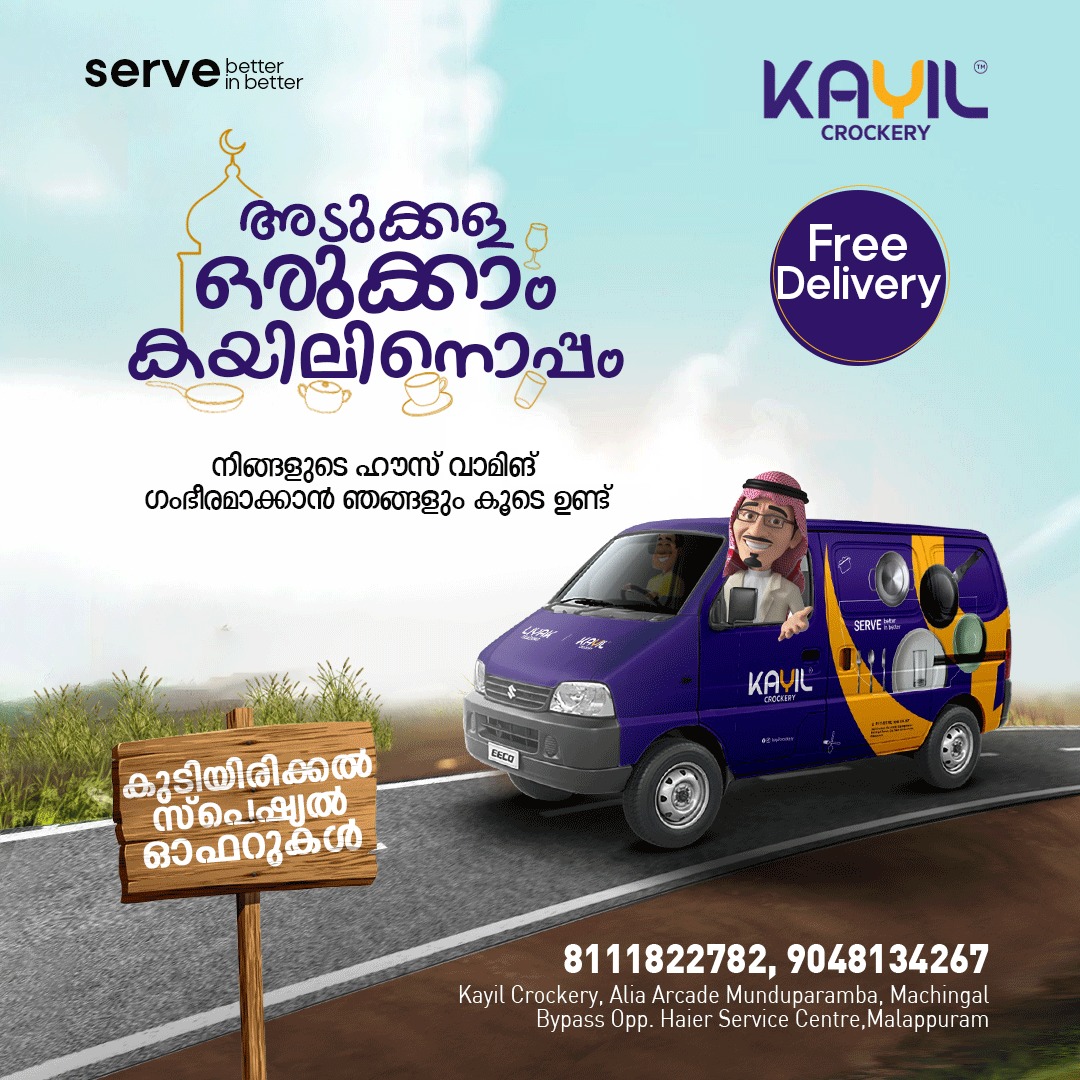 serve better
in better
KAYIL™
CROCKERY
അടുക്കള
ഒരുക്കാം
കയിലിനൊപ്പം
Free
Delivery
നിങ്ങളുടെ ഹൗസ് വാമിങ്
ഗംഭീരമാക്കാൻ ഞങ്ങളും കൂടെ ഉണ്ട്
KAYIL
CROCKERY
SERVE better
in better
KAYIL
CROCKERY
EECO
കുടിയിരിക്കൽ
സ്പെഷ്യൽ
ഓഫറുകൾ
8111822782, 9048134267
Kayil Crockery, Alia Arcade Munduparamba, Machingal
Bypass Opp. Haier Service Centre,Malappuram